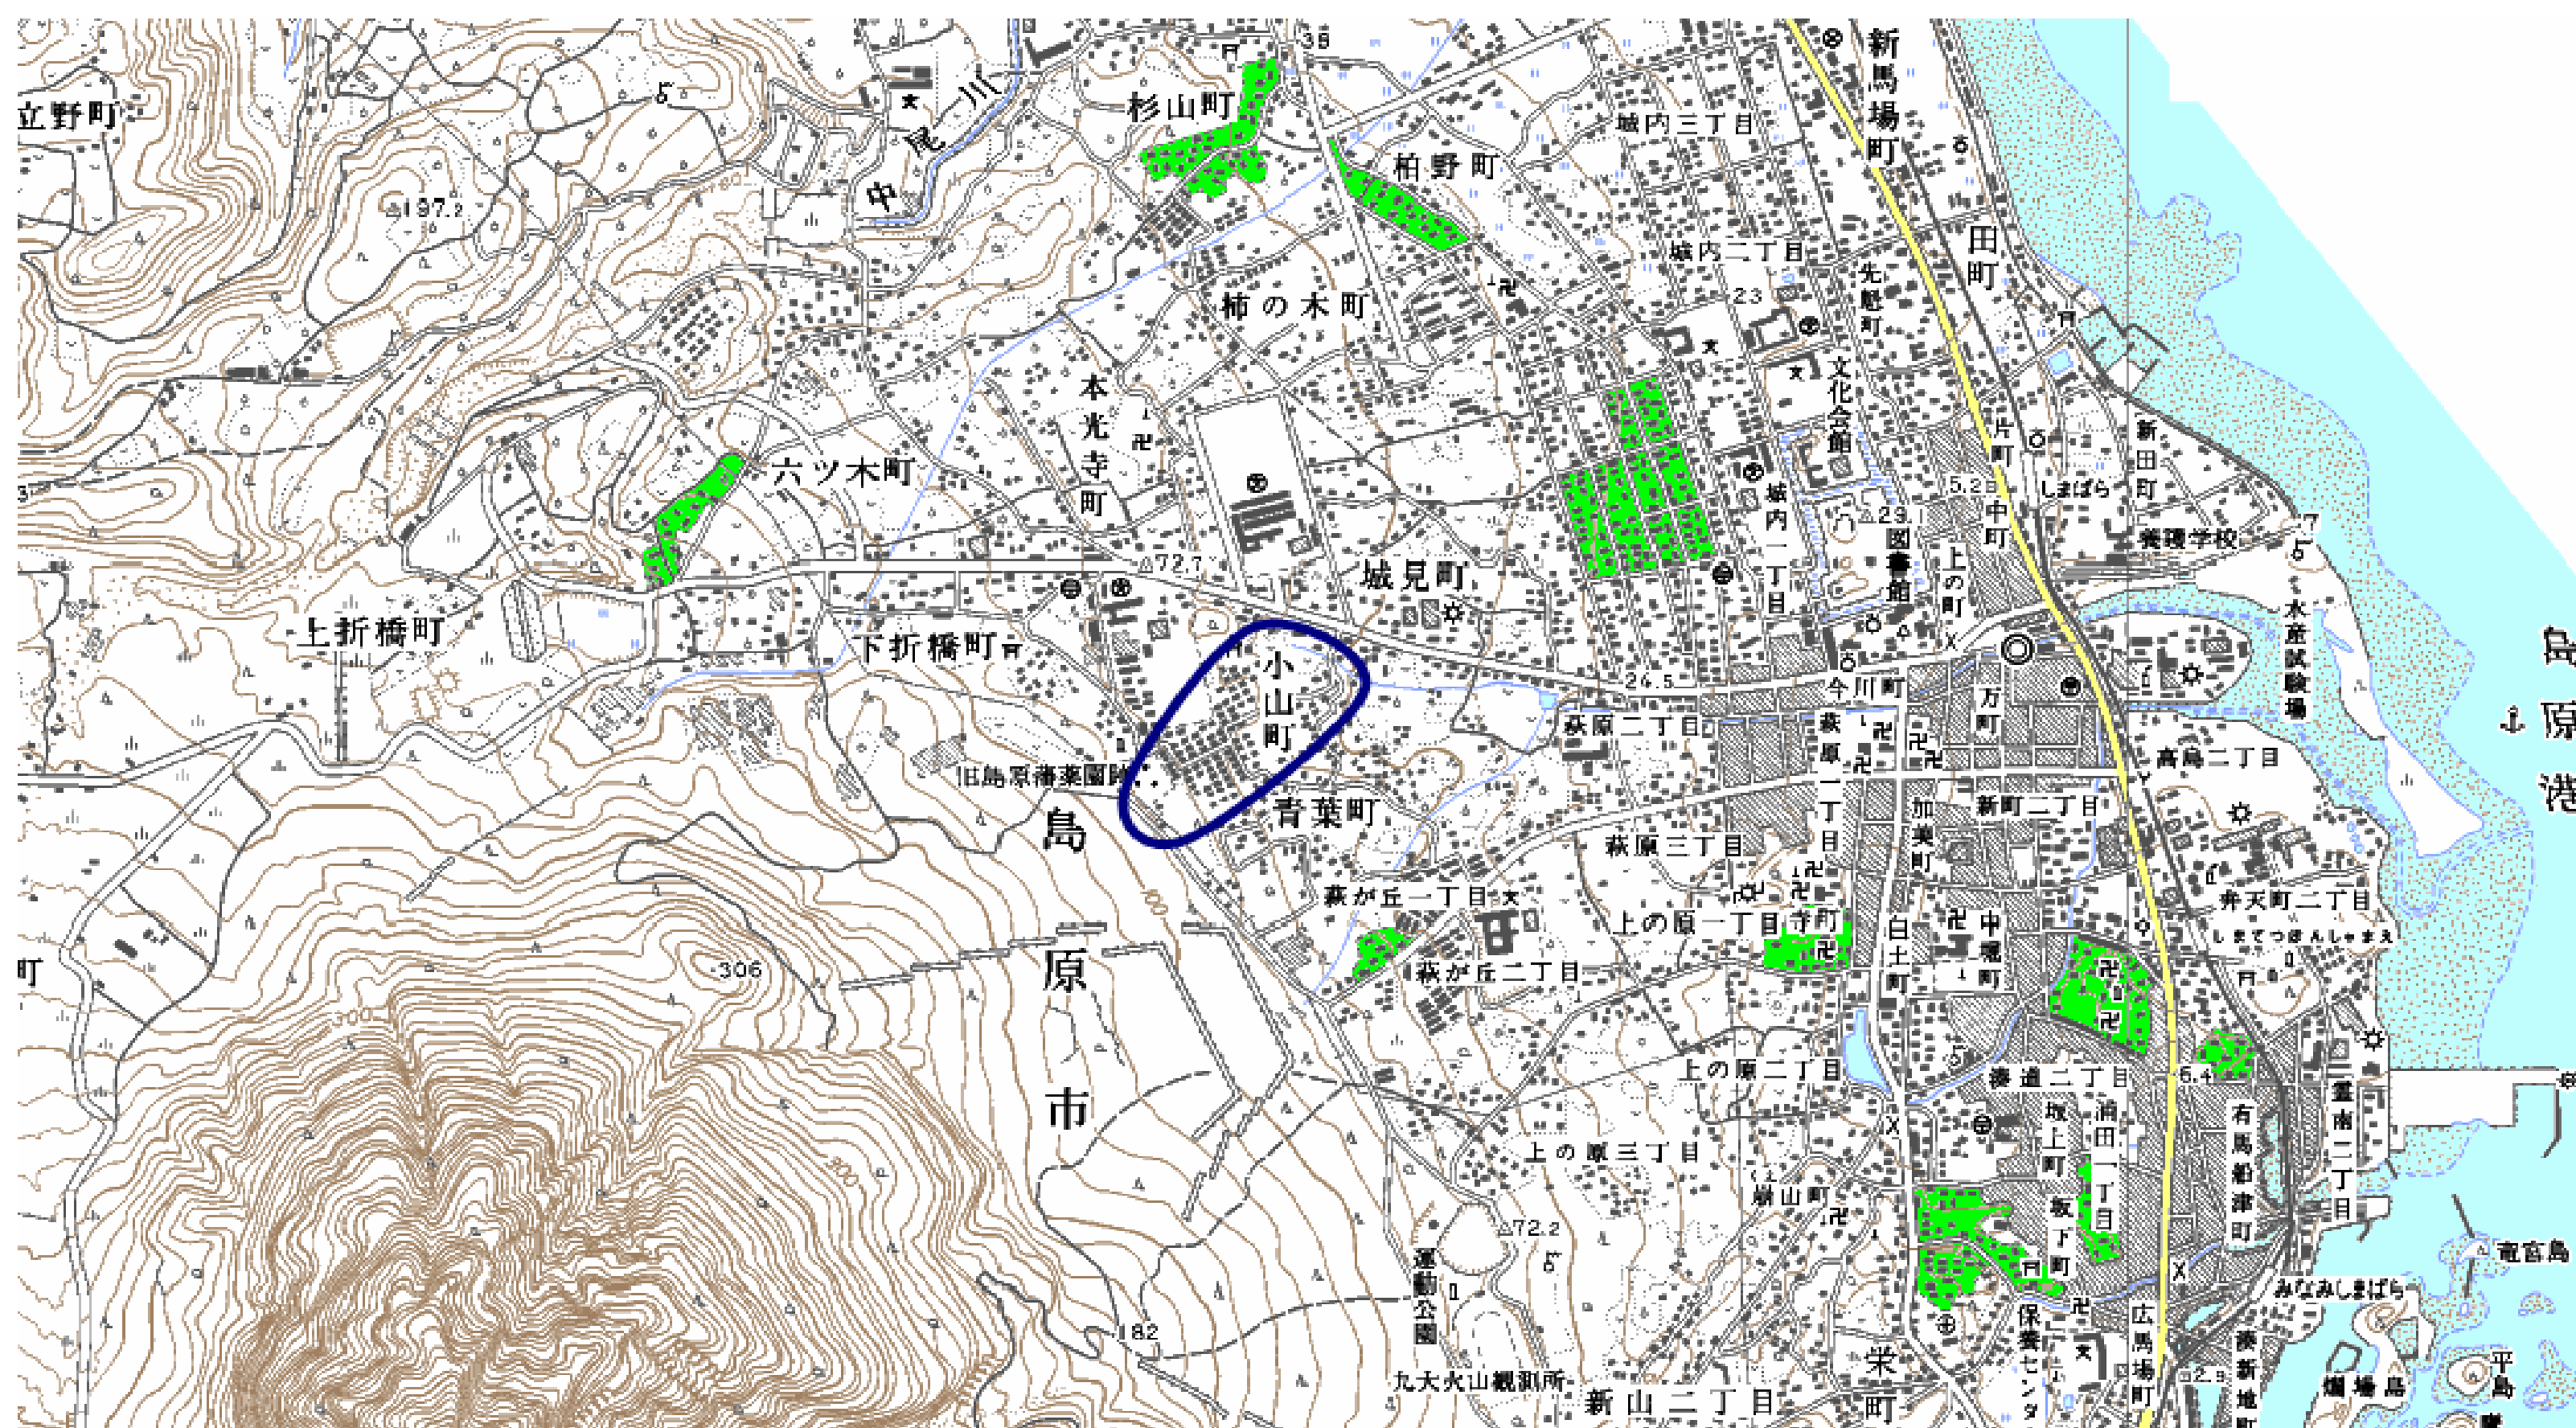 新馬場町
38
立野町
杉山町
中尾川
城内三丁目
柏野町
197.2
城内二丁目
田町
先魁町
23
柿の木町
文化会館
本光寺町
片町
新田町
六ツ木町
城内一丁目
5.2
しまばら
中町
図書館
養護学校
上の町
72.7
城見町
水産試験場
上折橋町
下折橋町
小山町
24.5
今川町
万町
島原港
萩原二丁目
萩原一丁目
高島二丁目
旧島原藩薬園跡
青葉町
加美町
新町二丁目
萩原三丁目
島原市
萩が丘一丁目
上の原一丁目
寺町
白土町
中堀町
弁天町二丁目
しまてつほんしゃまえ
萩が丘二丁目
306
町
300
上の原二丁目
湊道二丁目
5.4
坂上町
浦田一丁目
有馬船津町
霊南二丁目
上の原三丁目
崩山町
坂下町
300
72.2
運動公園
竜宮島
みなみしまばら
182
保養センタ
広馬場町
湊新地町
2.9
平島
九大火山観測所
新山二丁目
栄町